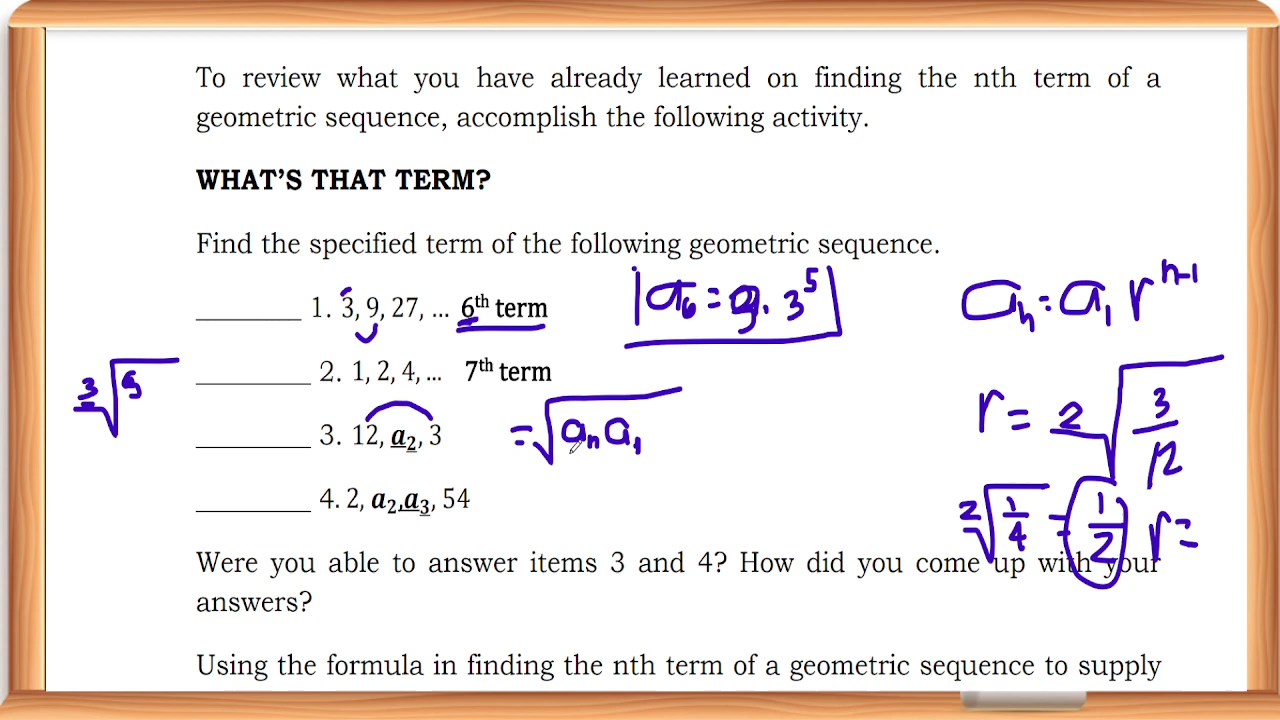 To review what you have already learned on finding the nth term of a
geometric sequence, accomplish the following activity.
WHAT'S THAT TERM?
Find the specified term of the following geometric sequence.
________ 1. 3, 9, 27, ... 6th term
|a₆ = 3 · 3⁵|
aₙ = a₁ rⁿ⁻¹
________ 2. 1, 2, 4, ... 7th term
³√
r = ²√(3/12)
________ 3. 12, a₂, 3
= √(aₙ a₁)
________ 4. 2, a₂, a₃, 54
²√(1/4) = 1/2 r =
Were you able to answer items 3 and 4? How did you come up with your
answers?
Using the formula in finding the nth term of a geometric sequence to supply